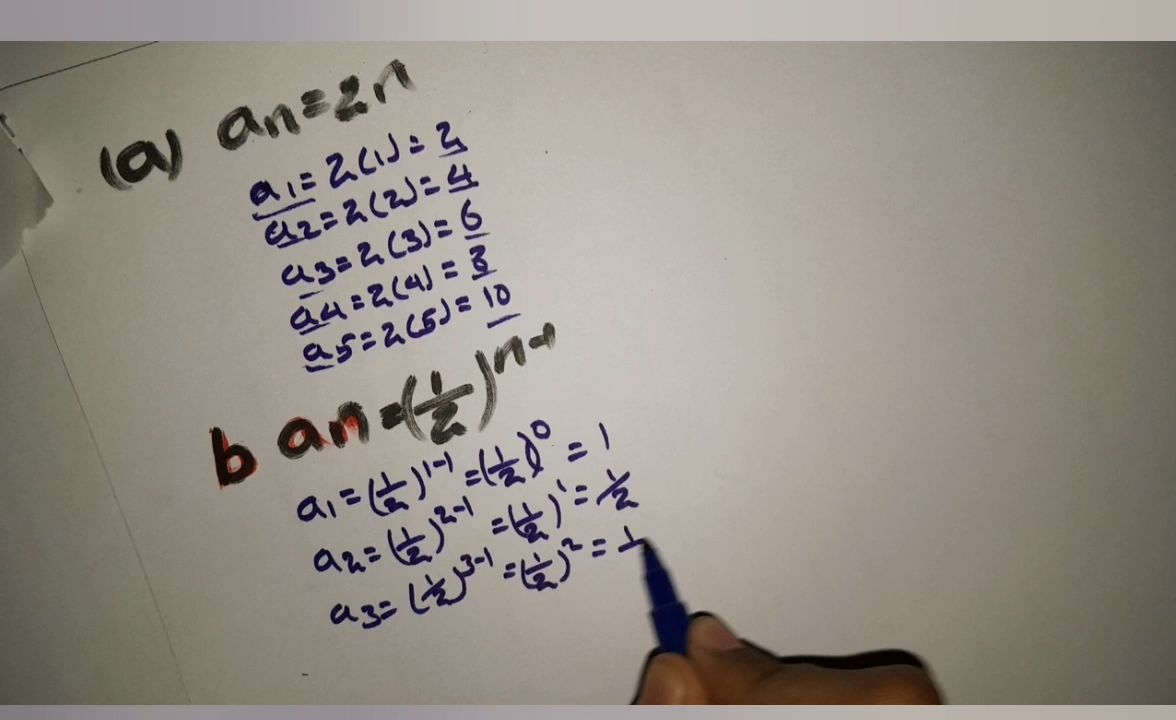 (a) an=2n
a1=2(1)=2
a2=2(2)=4
a3=2(3)=6
a4=2(4)=8
a5=2(5)=10
b an=(1/2)^n-1
a1=(1/2)^1-1=(1/2)^0=1
a2=(1/2)^2-1=(1/2)^1=1/2
a3=(1/2)^3-1=(1/2)^2=1